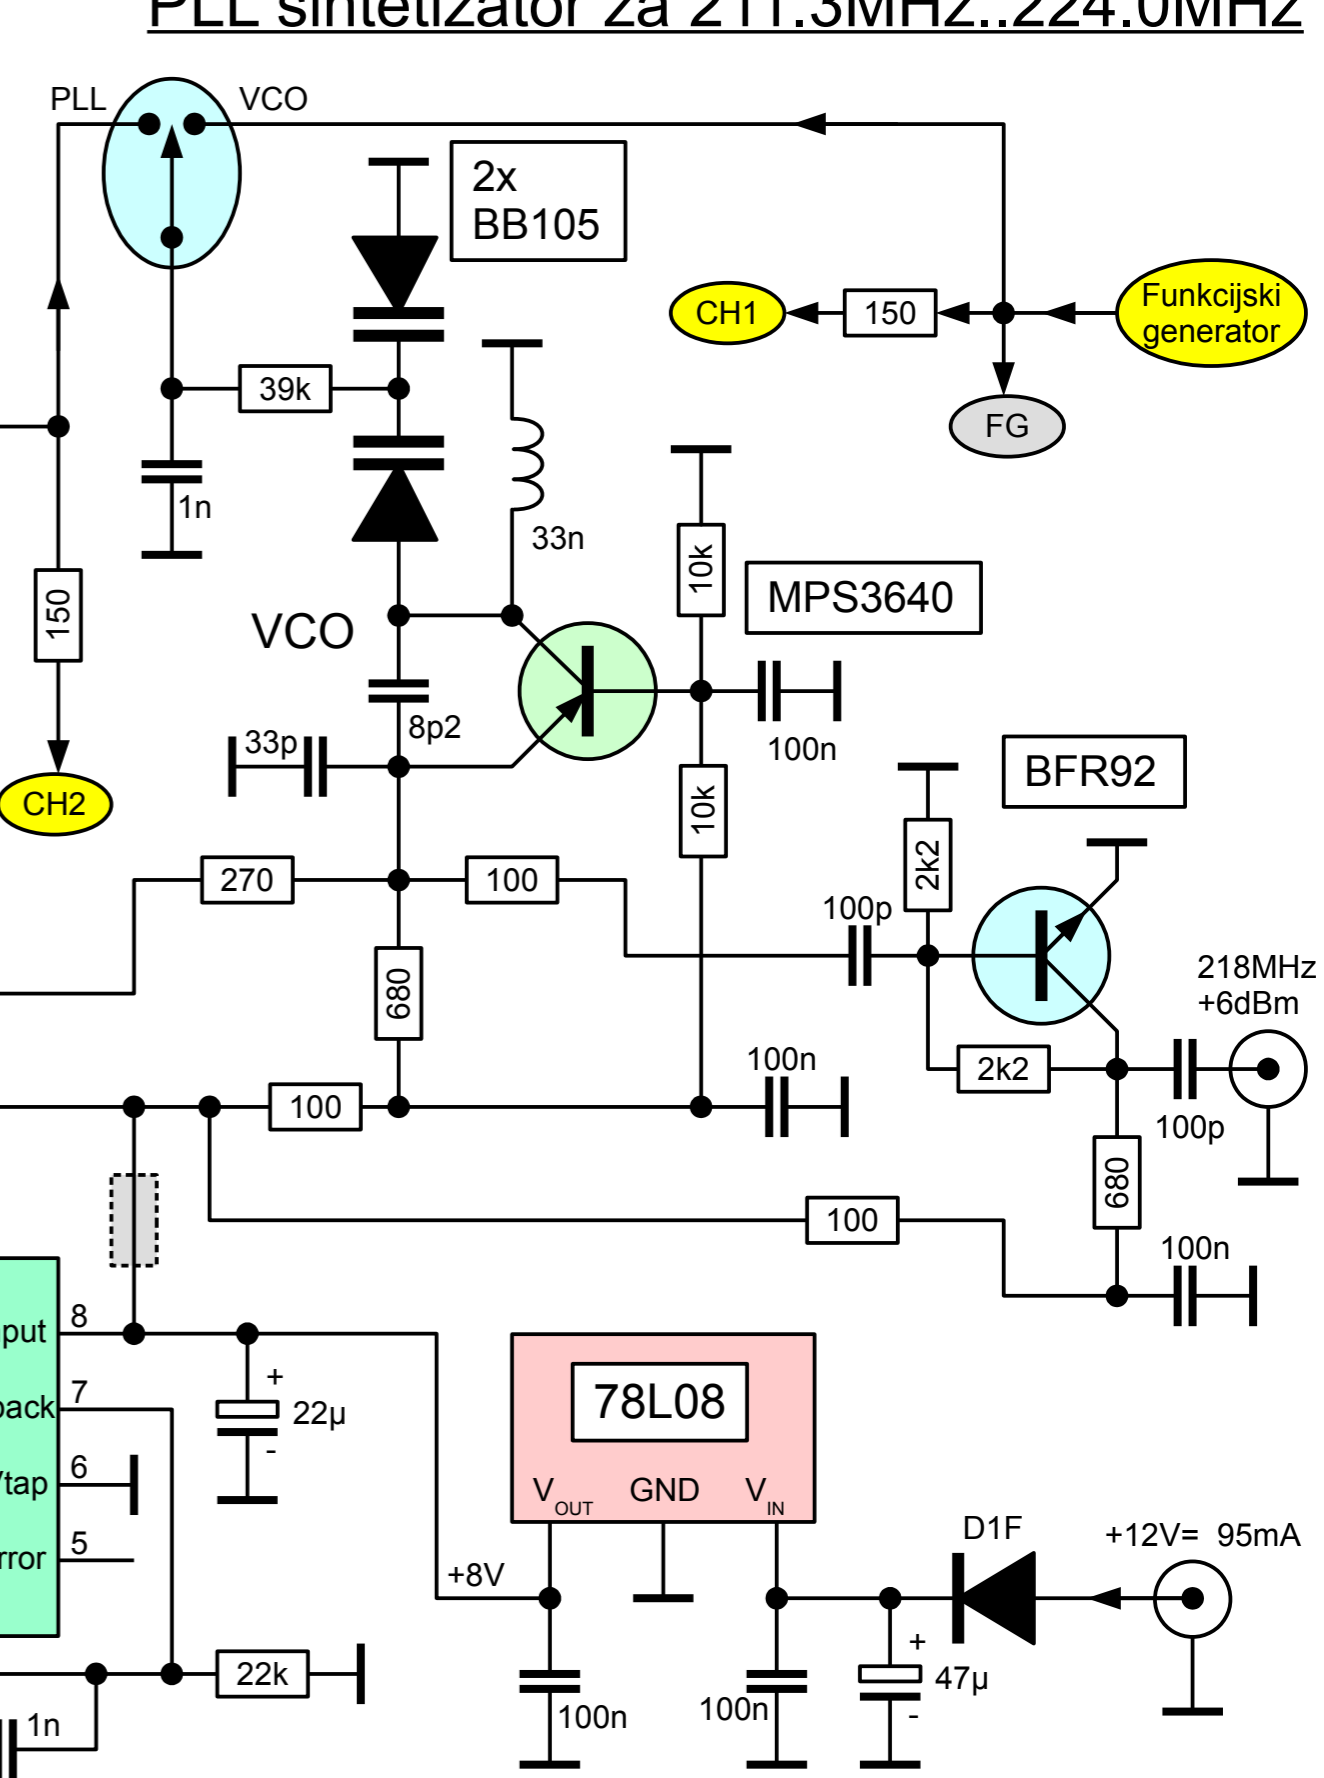 PLL sintetizator za 211.3MHz..224.0MHz
PLL
VCO
2x
BB105
CH1
150
Funkcijski
generator
FG
39k
1n
33n
10k
MPS3640
150
VCO
8p2
33p
100n
CH2
10k
BFR92
2k2
270
100
100p
680
218MHz
+6dBm
100n
2k2
100
100p
680
100
100n
8
put
7
back
+
22µ
-
6
tap
5
rror
78L08
VOUT
GND
VIN
+8V
D1F
+12V= 95mA
22k
+
47µ
-
1n
100n
100n